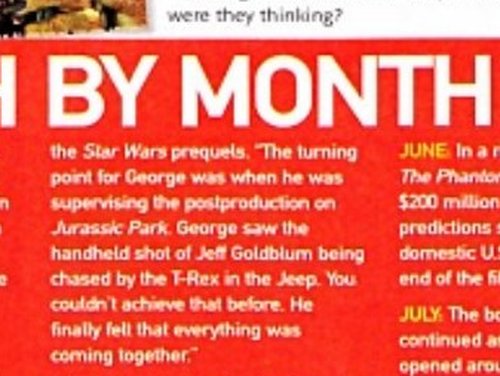 were they thinking?
H BY MONTH
the Star Wars prequels. "The turning
point for George was when he was
supervising the postproduction on
Jurassic Park. George saw the
handheld shot of Jeff Goldblum being
chased by the T-Rex in the Jeep. You
couldn't achieve that before. He
finally felt that everything was
coming together."
JUNE: In a
The Phantom
$200 million
predictions
domestic U.S
end of the
JULY: The bo
continued a
opened arou